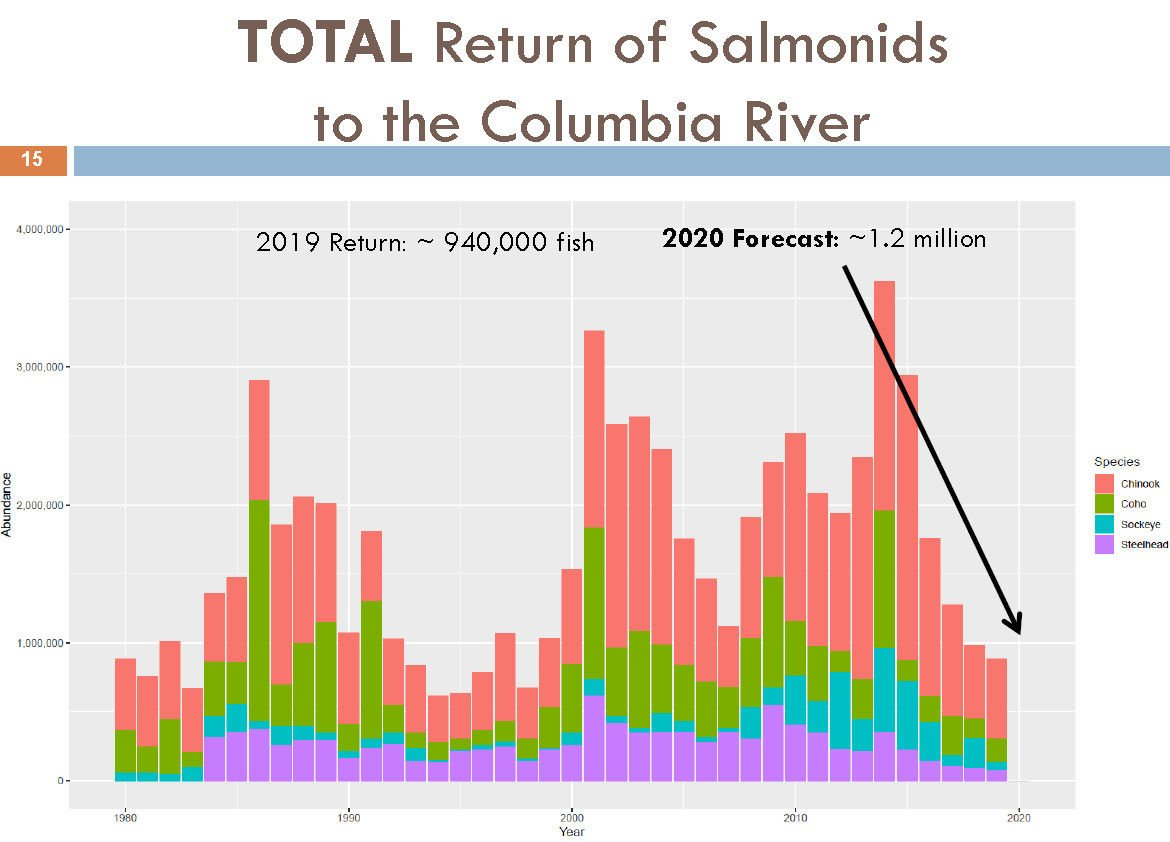 TOTAL Return of Salmonids
to the Columbia River
15
2019 Return: ~ 940,000 fish
2020 Forecast: ~1.2 million
4,000,000
3,000,000
2,000,000
1,000,000
0
Abundance
1980
1990
2000
2010
2020
Year
Species
Chinook
Coho
Sockeye
Steelhead